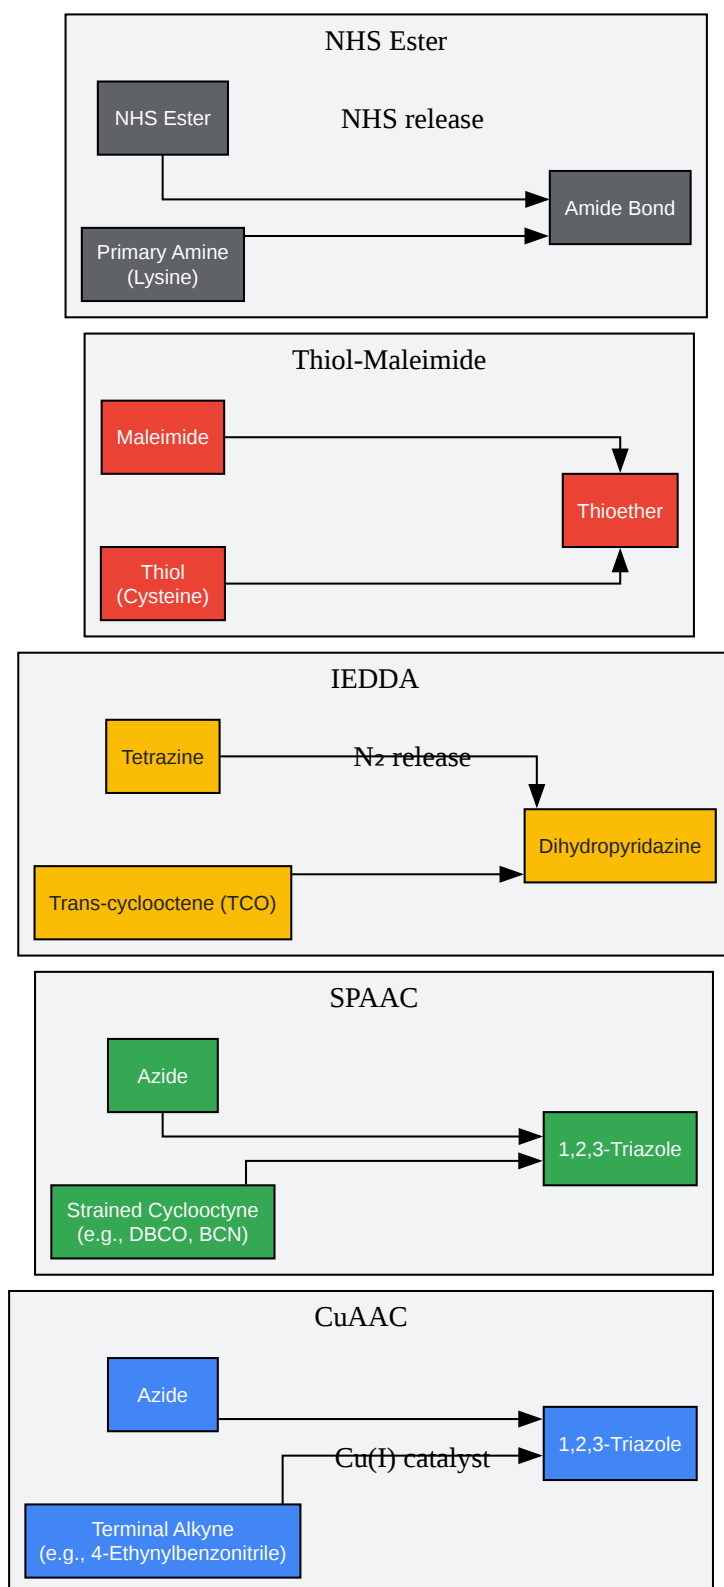 NHS Ester
NHS Ester
NHS release
Amide Bond
Primary Amine
(Lysine)
Thiol-Maleimide
Maleimide
Thioether
Thiol
(Cysteine)
IEDDA
Tetrazine
N₂ release
Dihydropyridazine
Trans-cyclooctene (TCO)
SPAAC
Azide
1,2,3-Triazole
Strained Cyclooctyne
(e.g., DBCO, BCN)
CuAAC
Azide
1,2,3-Triazole
Cu(I) catalyst
Terminal Alkyne
(e.g., 4-Ethynylbenzonitrile)